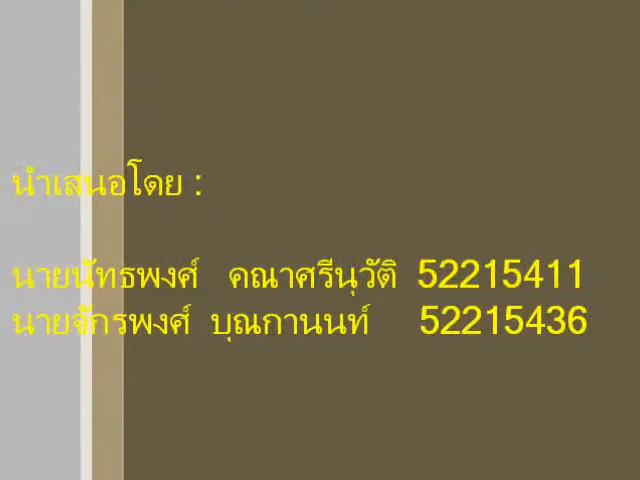 นำเสนอโดย :
นายนัทธพงศ์ คณาศรีนุวัติ 52215411
นายจักรพงศ์ บุณกานนท์ 52215436